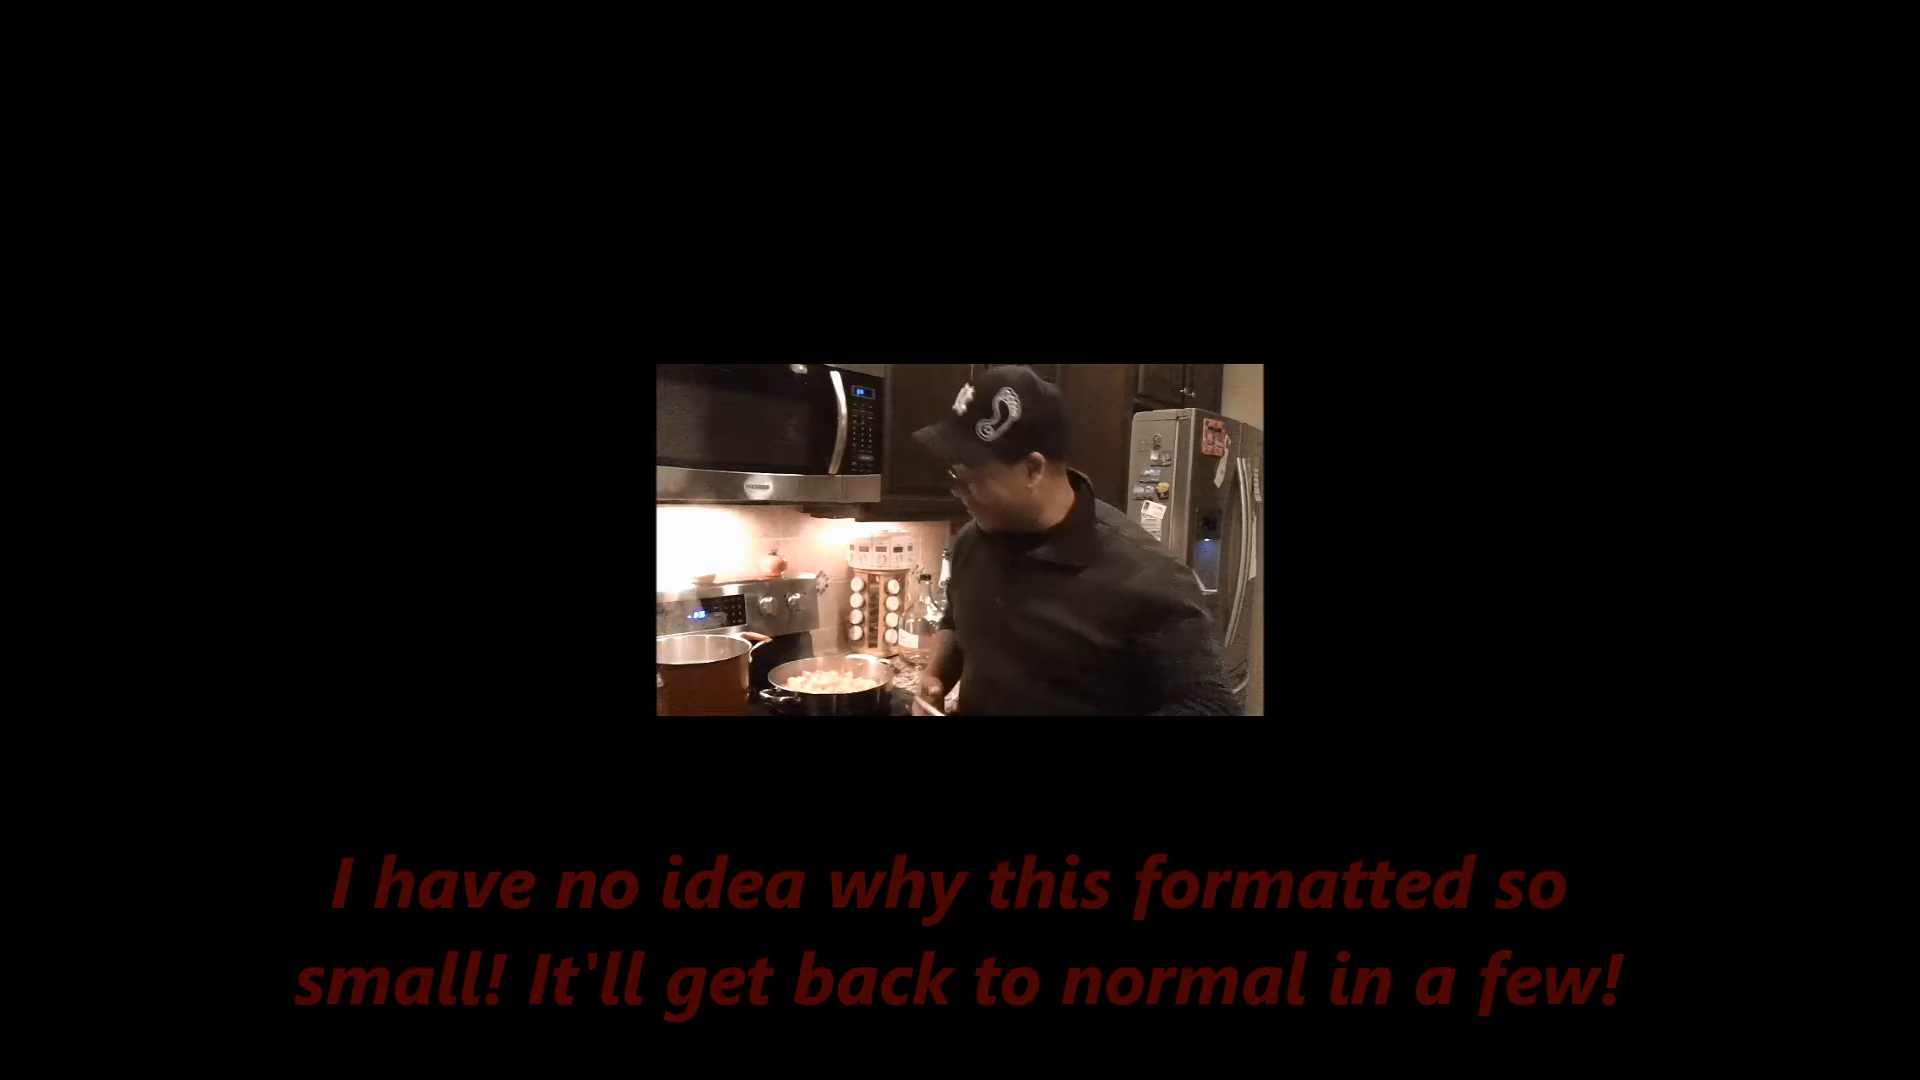 I have no idea why this formatted so
small! It'll get back to normal in a few!